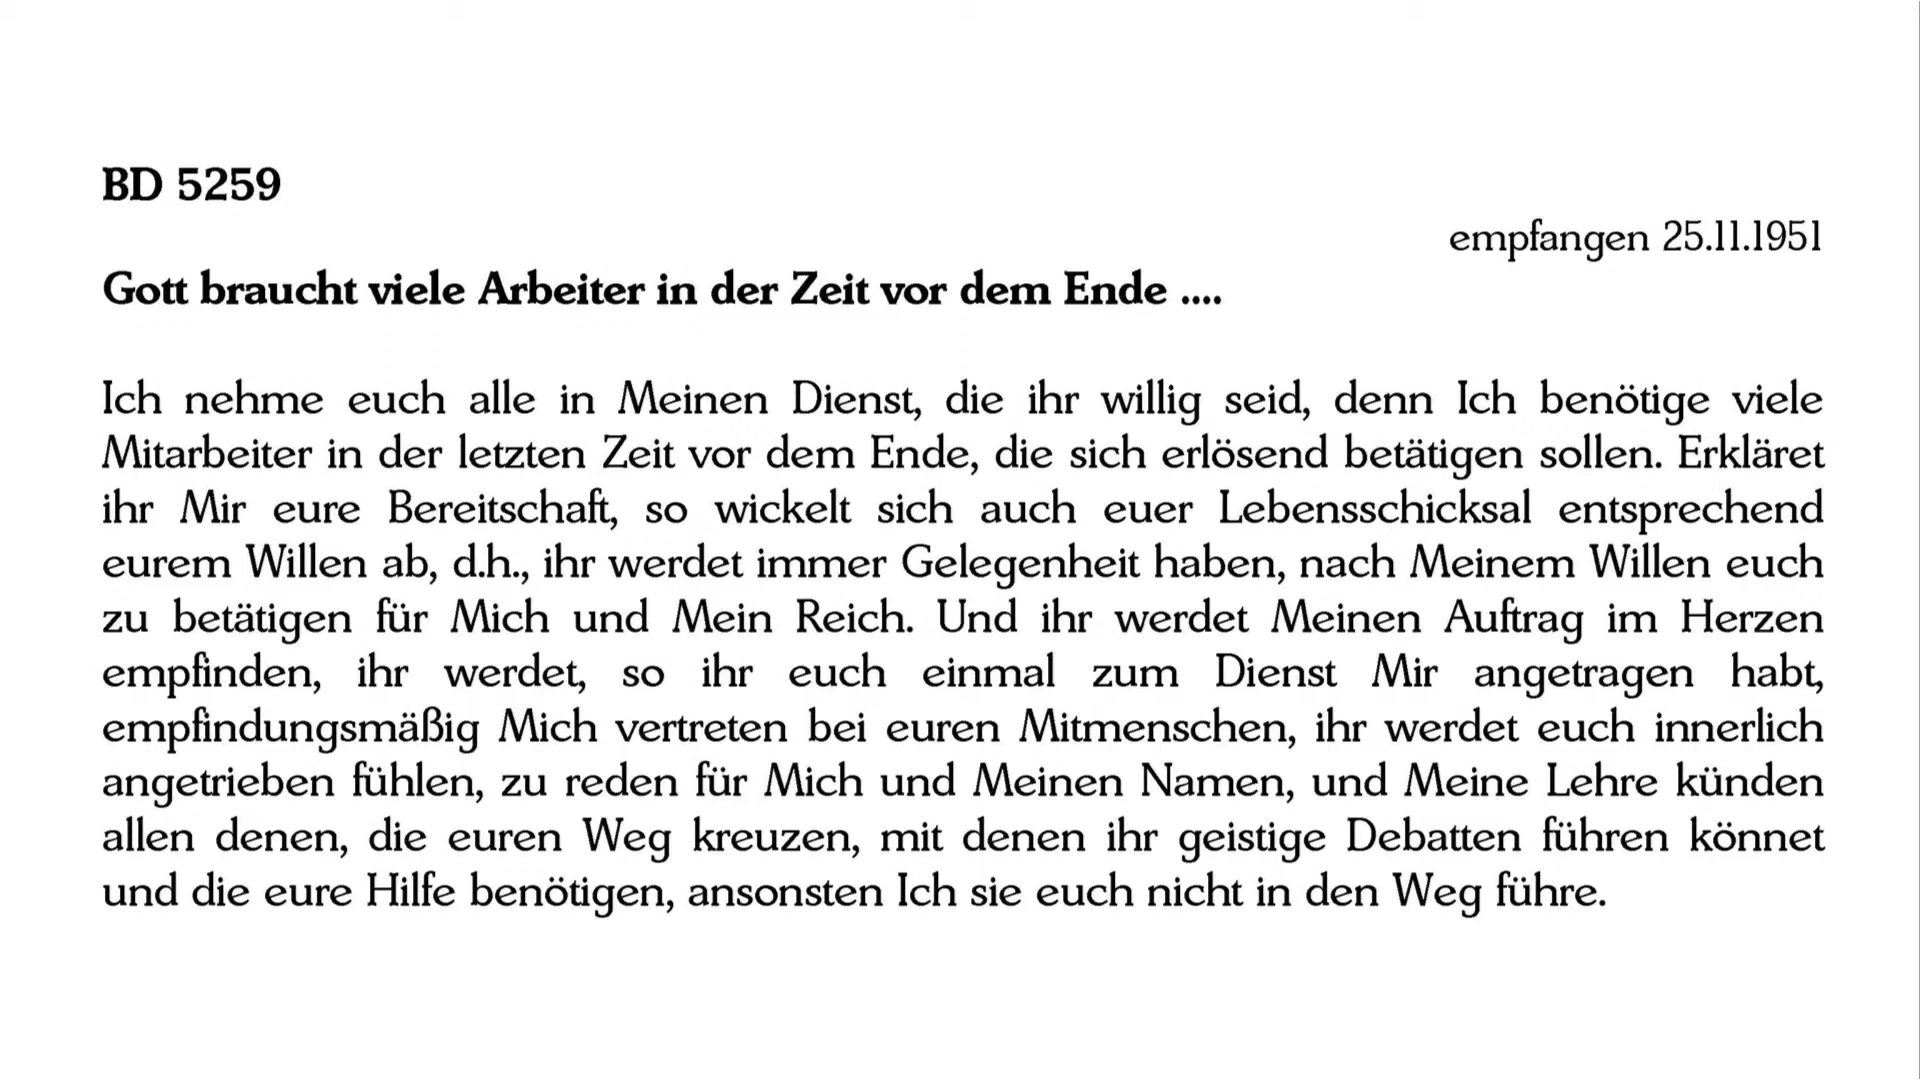 BD 5259
empfangen 25.11.1951
Gott braucht viele Arbeiter in der Zeit vor dem Ende ....
Ich nehme euch alle in Meinen Dienst, die ihr willig seid, denn Ich benötige viele
Mitarbeiter in der letzten Zeit vor dem Ende, die sich erlösend betätigen sollen. Erkläret
ihr Mir eure Bereitschaft, so wickelt sich auch euer Lebensschicksal entsprechend
eurem Willen ab, d.h., ihr werdet immer Gelegenheit haben, nach Meinem Willen euch
zu betätigen für Mich und Mein Reich. Und ihr werdet Meinen Auftrag im Herzen
empfinden, ihr werdet, so ihr euch einmal zum Dienst Mir angetragen habt,
empfindungsmäßig Mich vertreten bei euren Mitmenschen, ihr werdet euch innerlich
angetrieben fühlen, zu reden für Mich und Meinen Namen, und Meine Lehre künden
allen denen, die euren Weg kreuzen, mit denen ihr geistige Debatten führen könnet
und die eure Hilfe benötigen, ansonsten Ich sie euch nicht in den Weg führe.